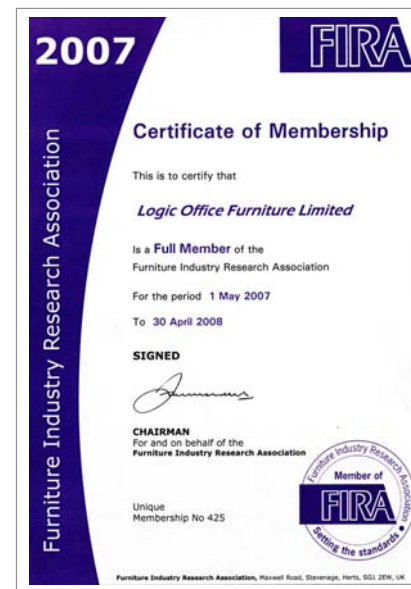 2007
FIRA
Furniture Industry Research Association
Certificate of Membership
This is to certify that
Logic Office Furniture Limited
Is a Full Member of the
Furniture Industry Research Association
For the period 1 May 2007
To 30 April 2008
SIGNED
CHAIRMAN
For and on behalf of the
Furniture Industry Research Association
Unique
Membership No 425
Furniture Industry Research Association
Member of
FIRA
Setting the standards
Furniture Industry Research Association, Maxwell Road, Stevenage, Herts, SG1 2EW, UK